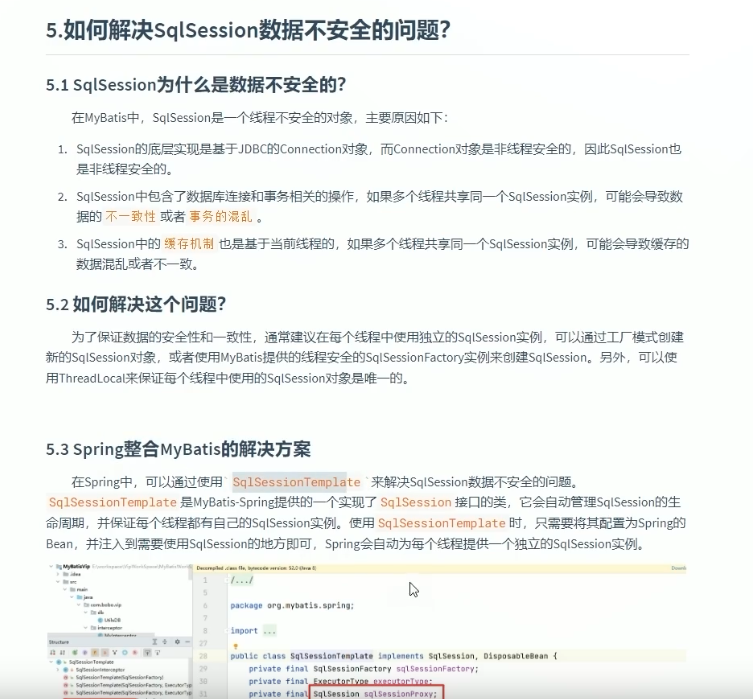 5.如何解决SqlSession数据不安全的问题？
5.1 SqlSession为什么是数据不安全的？
在MyBatis中，SqlSession是一个线程不安全的对象，主要原因如下：
1. SqlSession的底层实现是基于JDBC的Connection对象，而Connection对象是非线程安全的，因此SqlSession也
是非线程安全的。
2. SqlSession中包含了数据库连接和事务相关的操作，如果多个线程共享同一个SqlSession实例，可能会导致数
据的 不一致性 或者 事务的混乱 。
3. SqlSession中的 缓存机制 也是基于当前线程的，如果多个线程共享同一个SqlSession实例，可能会导致缓存的
数据混乱或者不一致。
5.2 如何解决这个问题？
为了保证数据的安全性和一致性，通常建议在每个线程中使用独立的SqlSession实例，可以通过工厂模式创建
新的SqlSession对象，或者使用MyBatis提供的线程安全的SqlSessionFactory实例来创建SqlSession。另外，可以使
用ThreadLocal来保证每个线程中使用的SqlSession对象是唯一的。
5.3 Spring整合MyBatis的解决方案
在Spring中，可以通过使用` SqlSessionTemplate `来解决SqlSession数据不安全的问题。
SqlSessionTemplate 是MyBatis-Spring提供的一个实现了 SqlSession 接口的类，它会自动管理SqlSession的生
命周期，并保证每个线程都有自己的SqlSession实例。使用 SqlSessionTemplate 时，只需要将其配置为Spring的
Bean，并注入到需要使用SqlSession的地方即可，Spring会自动为每个线程提供一个独立的SqlSession实例。
MyBatisVip
.idea
src
main
java
com.bobo.vip
db
UtilsDB
interceptor
Structure
SqlSessionTemplate
SqlSessionInterceptor
SqlSessionTemplate(SqlSessionFactory)
SqlSessionTemplate(SqlSessionFactory, ExecutorType)
Decompiled .class file, bytecode version: 52.0 (Java 8)
1 /.../
5
6 package org.mybatis.spring;
7
8 import ...
27
28 public class SqlSessionTemplate implements SqlSession, DisposableBean {
29 private final SqlSessionFactory sqlSessionFactory;
30 private final ExecutorType executorType;
31 private final SqlSession sqlSessionProxy;